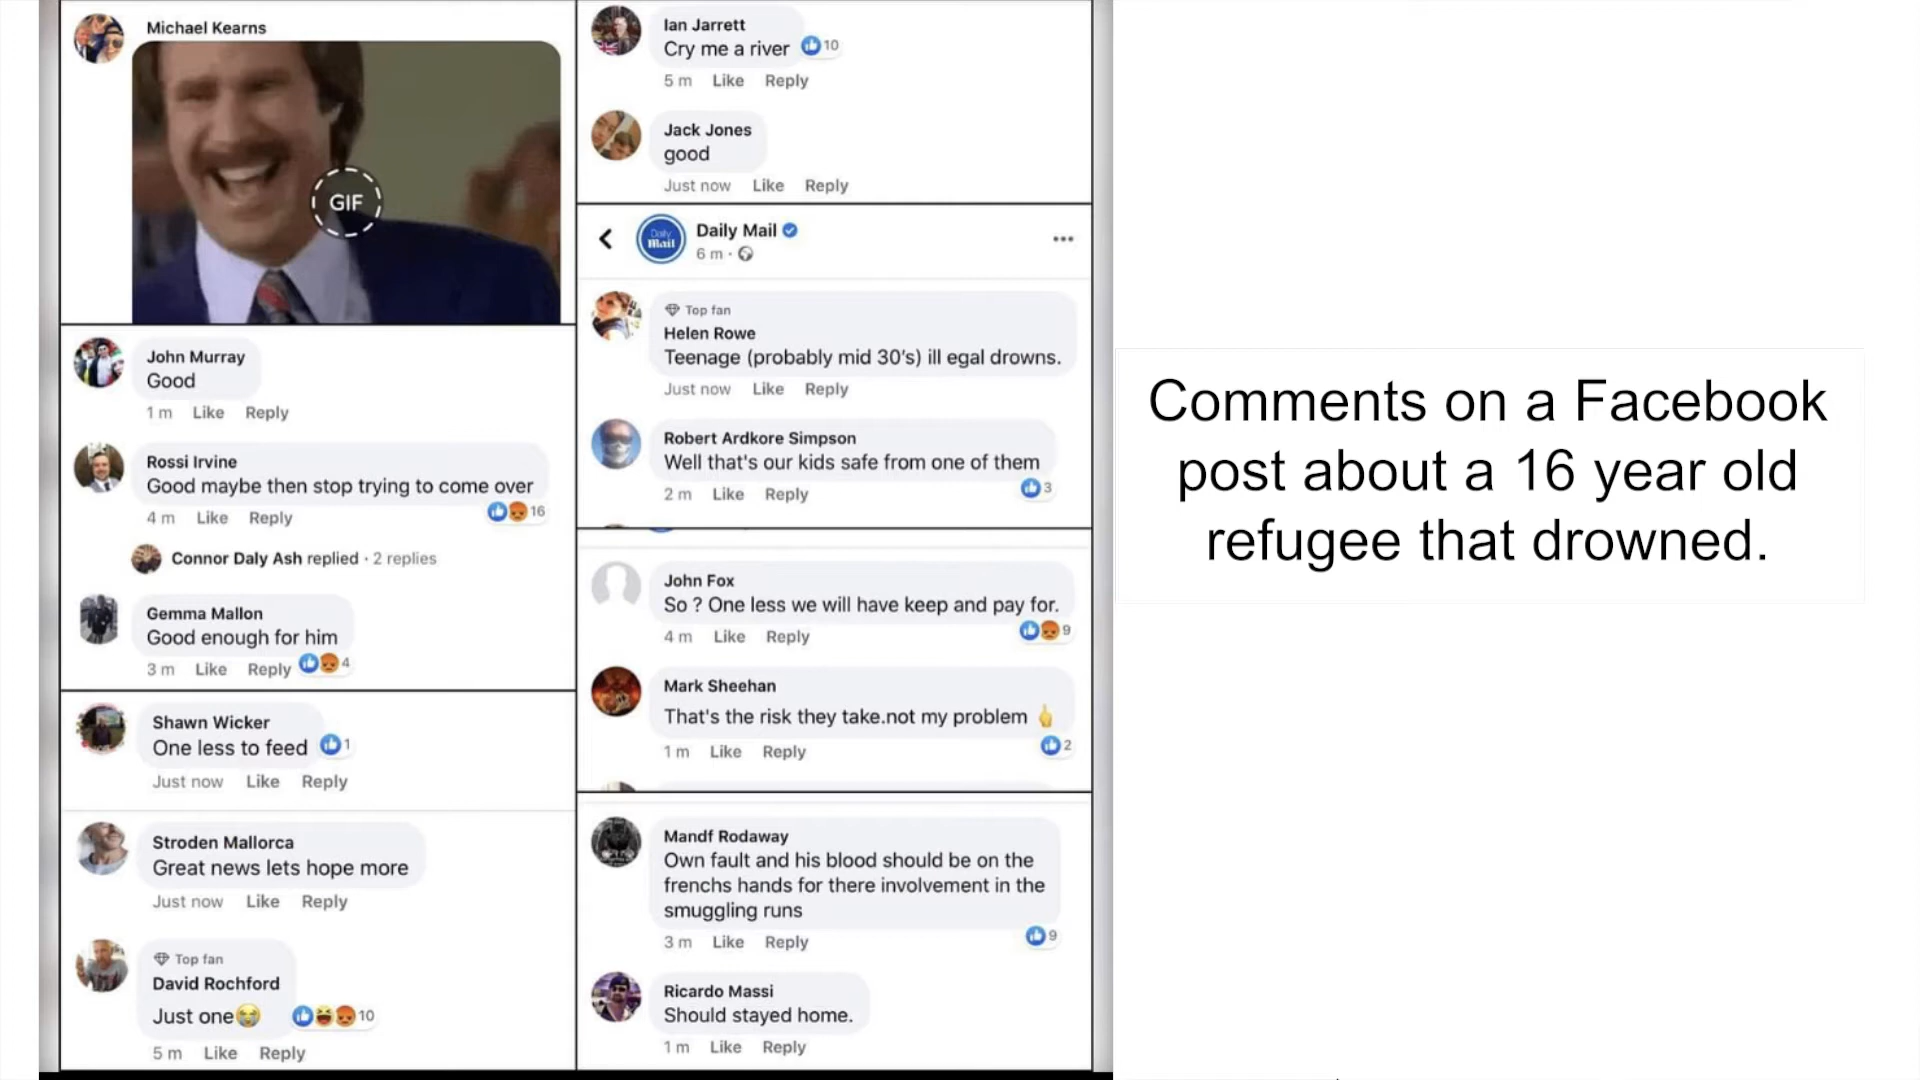 Michael Kearns
GIF
John Murray
Good
1 m Like Reply
Rossi Irvine
Good maybe then stop trying to come over
4 m Like Reply 16
Connor Daly Ash replied · 2 replies
Gemma Mallon
Good enough for him
3 m Like Reply 4
Shawn Wicker
One less to feed 1
Just now Like Reply
Stroden Mallorca
Great news lets hope more
Just now Like Reply
Top fan
David Rochford
Just one😭 10
5 m Like Reply
Ian Jarrett
Cry me a river 10
5 m Like Reply
Jack Jones
good
Just now Like Reply
Daily Mail
Daily Mail
6 m ·
Top fan
Helen Rowe
Teenage (probably mid 30's) ill egal drowns.
Just now Like Reply
Robert Ardkore Simpson
Well that's our kids safe from one of them
2 m Like Reply 3
John Fox
So ? One less we will have keep and pay for.
4 m Like Reply 9
Mark Sheehan
That's the risk they take.not my problem 🖕
1 m Like Reply 2
Mandf Rodaway
Own fault and his blood should be on the
frenchs hands for there involvement in the
smuggling runs
3 m Like Reply 9
Ricardo Massi
Should stayed home.
1 m Like Reply
Comments on a Facebook
post about a 16 year old
refugee that drowned.